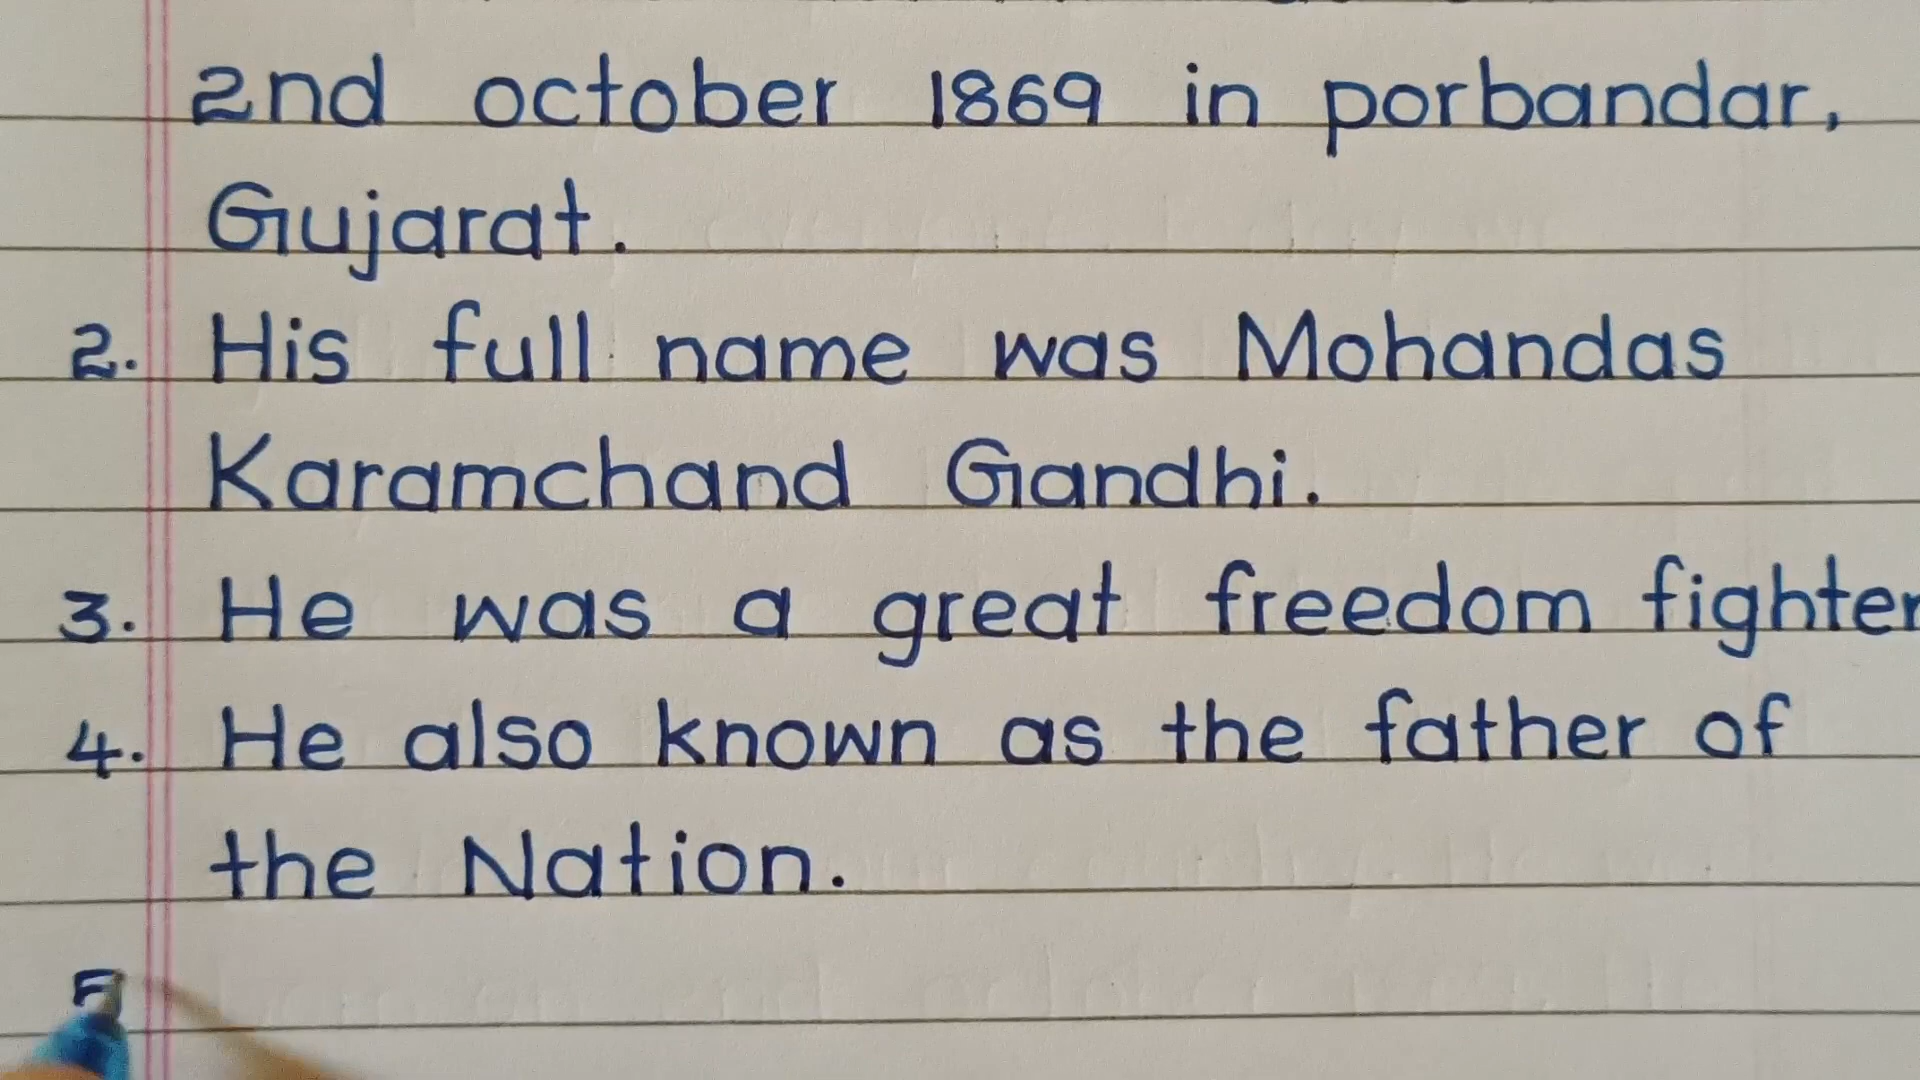 2nd october 1869 in porbandar,
Gujarat.
2. His full name was Mohandas
Karamchand Gandhi.
3. He was a great freedom fighter
4. He also known as the father of
the Nation.
5